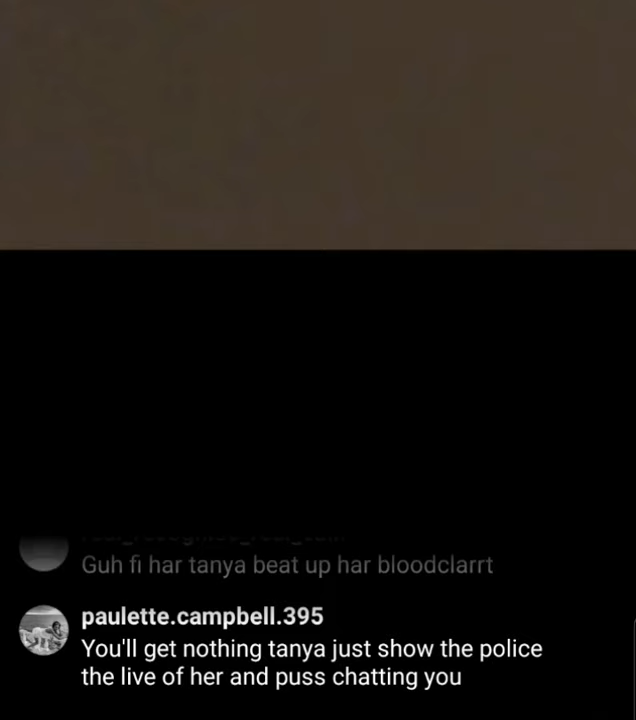 Guh fi har tanya beat up har bloodclarrt
paulette.campbell.395
You'll get nothing tanya just show the police
the live of her and puss chatting you